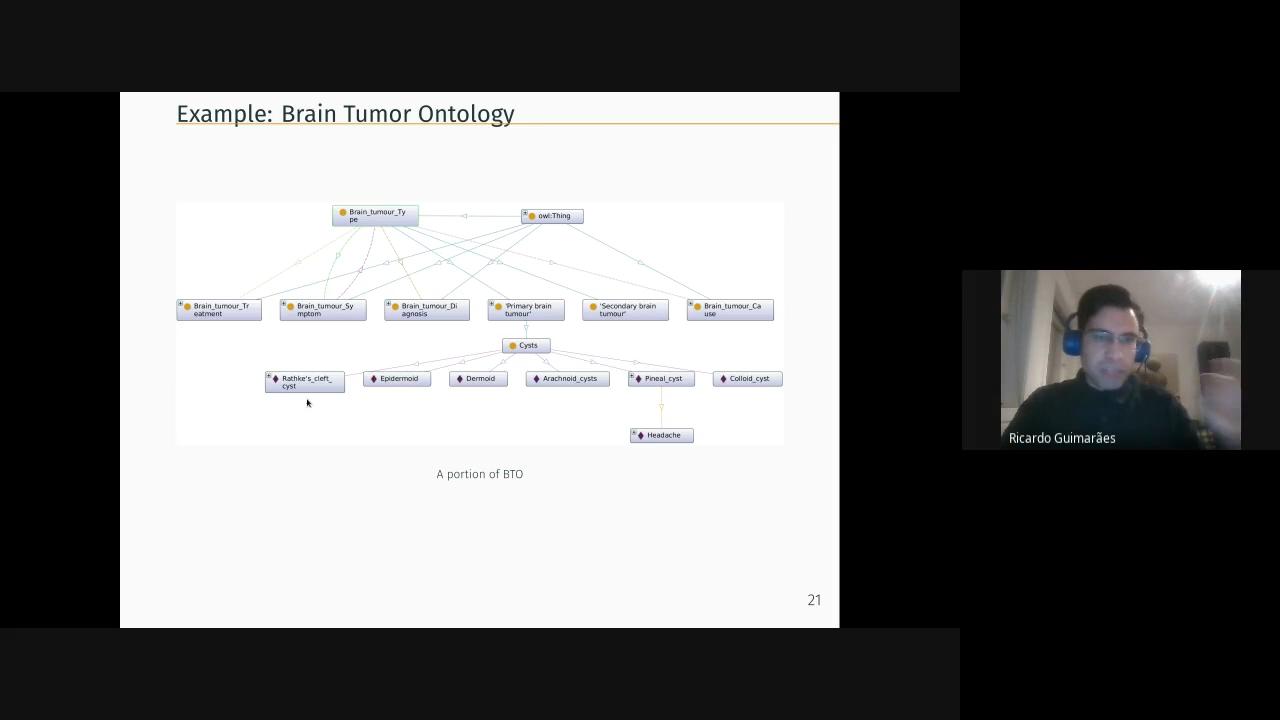 Example: Brain Tumor Ontology
Brain_tumour_Ty
pe
owl:Thing
Brain_tumour_Tr
eatment
Brain_tumour_Sy
mptom
Brain_tumour_Di
agnosis
'Primary brain
tumour'
'Secondary brain
tumour'
Brain_tumour_Ca
use
Cysts
Rathke's_cleft_
cyst
Epidermoid
Dermoid
Arachnoid_cysts
Pineal_cyst
Colloid_cyst
Headache
A portion of BTO
21
Ricardo Guimarães